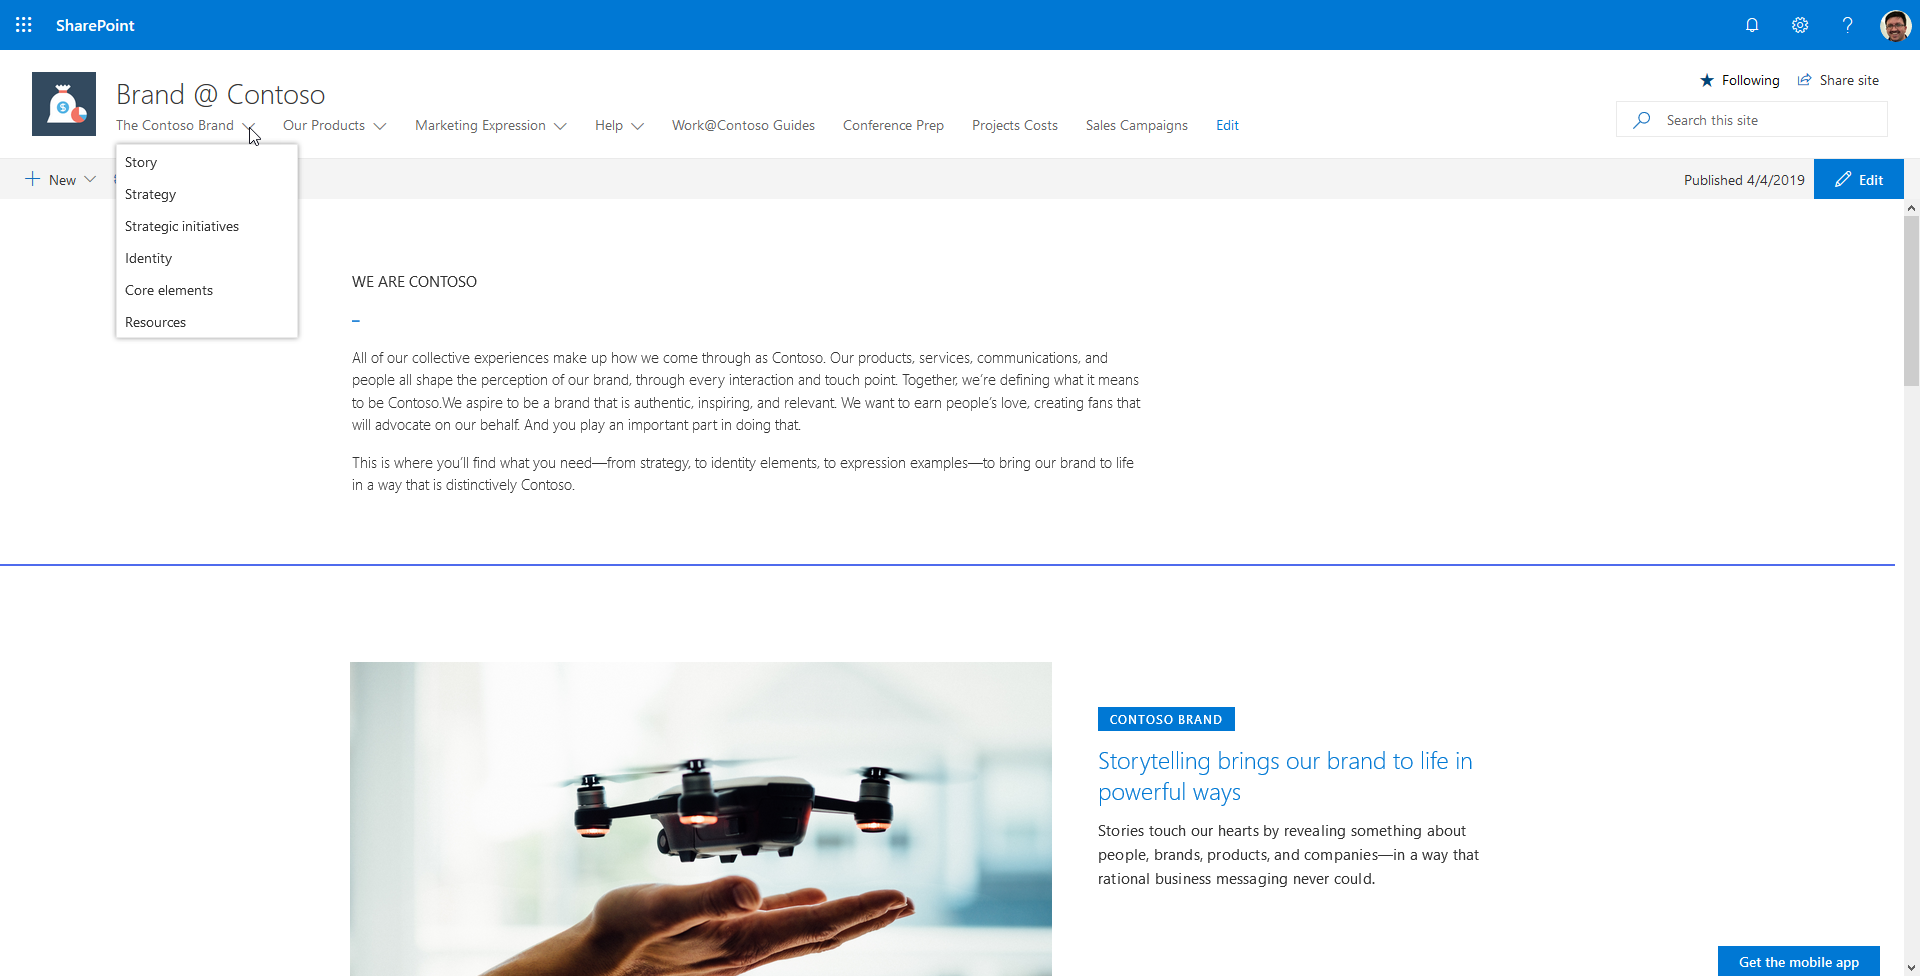 SharePoint
Brand @ Contoso
Following
Share site
The Contoso Brand
Our Products
Marketing Expression
Help
Work@Contoso Guides
Conference Prep
Projects Costs
Sales Campaigns
Edit
Search this site
Story
Strategy
Strategic initiatives
Identity
Core elements
Resources
New
Published 4/4/2019
Edit
WE ARE CONTOSO
–
All of our collective experiences make up how we come through as Contoso. Our products, services, communications, and
people all shape the perception of our brand, through every interaction and touch point. Together, we're defining what it means
to be Contoso.We aspire to be a brand that is authentic, inspiring, and relevant. We want to earn people's love, creating fans that
will advocate on our behalf. And you play an important part in doing that.
This is where you'll find what you need—from strategy, to identity elements, to expression examples—to bring our brand to life
in a way that is distinctively Contoso.
CONTOSO BRAND
Storytelling brings our brand to life in
powerful ways
Stories touch our hearts by revealing something about
people, brands, products, and companies—in a way that
rational business messaging never could.
Get the mobile app